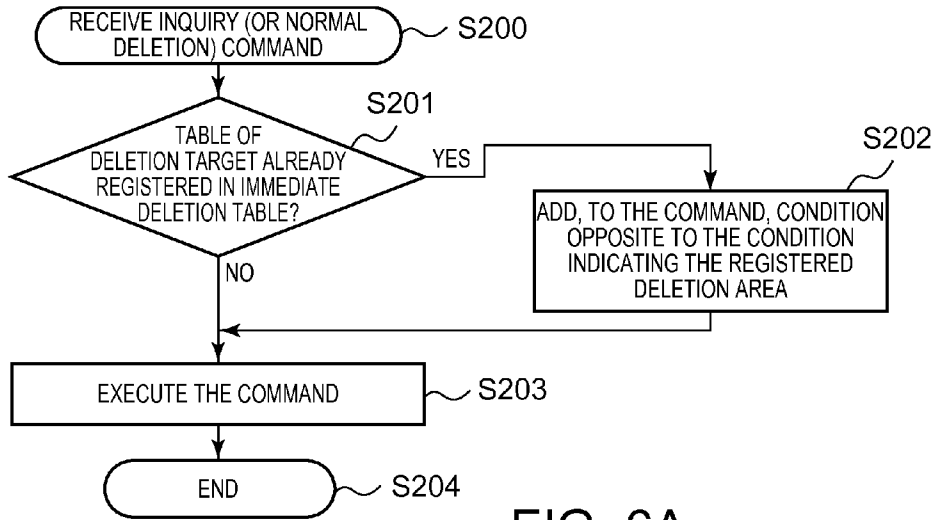 RECEIVE INQUIRY (OR NORMAL
DELETION) COMMAND
S200
S201
TABLE OF
DELETION TARGET ALREADY
REGISTERED IN IMMEDIATE
DELETION TABLE?
YES
S202
ADD, TO THE COMMAND, CONDITION
OPPOSITE TO THE CONDITION
INDICATING THE REGISTERED
DELETION AREA
NO
EXECUTE THE COMMAND
S203
END
S204
FIG. 6A